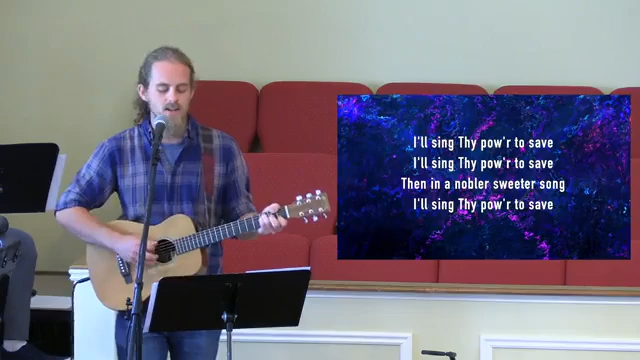 I'll sing Thy pow'r to save
I'll sing Thy pow'r to save
Then in a nobler sweeter song
I'll sing Thy pow'r to save